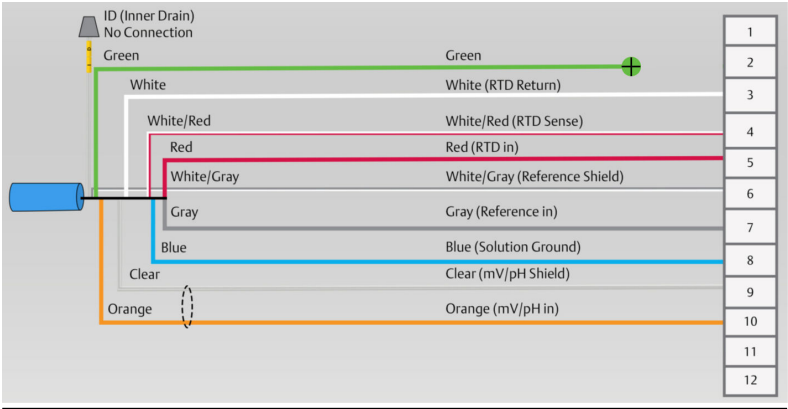 ID (Inner Drain)
No Connection
1
Green Green
2
White White (RTD Return)
3
White/Red White/Red (RTD Sense)
4
Red Red (RTD in)
5
White/Gray White/Gray (Reference Shield)
6
Gray Gray (Reference in)
7
Blue Blue (Solution Ground)
8
Clear Clear (mV/pH Shield)
9
Orange Orange (mV/pH in)
10
11
12